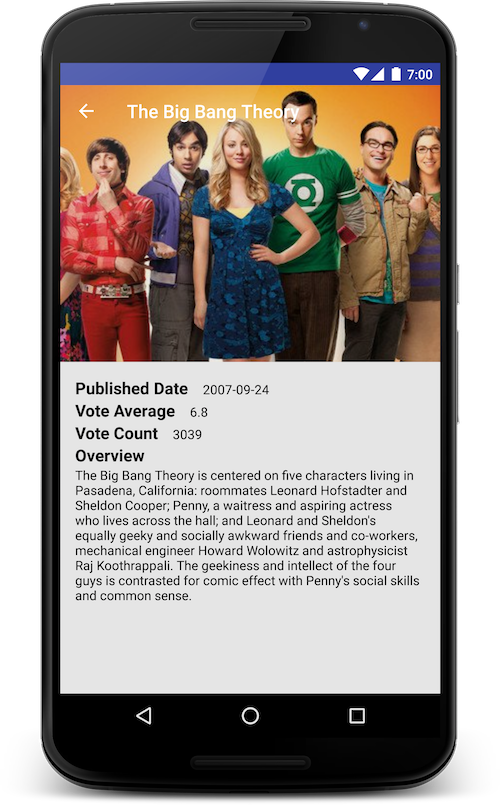 7:00
The Big Bang Theory
Published Date 2007-09-24
Vote Average 6.8
Vote Count 3039
Overview
The Big Bang Theory is centered on five characters living in
Pasadena, California: roommates Leonard Hofstadter and
Sheldon Cooper; Penny, a waitress and aspiring actress
who lives across the hall; and Leonard and Sheldon's
equally geeky and socially awkward friends and co-workers,
mechanical engineer Howard Wolowitz and astrophysicist
Raj Koothrappali. The geekiness and intellect of the four
guys is contrasted for comic effect with Penny's social skills
and common sense.